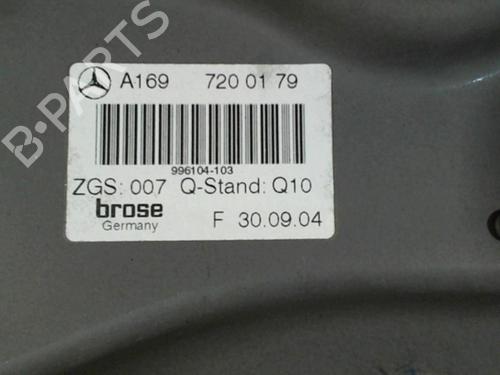 B-PARTS
A169 720 01 79
996104-103
ZGS: 007 Q-Stand: Q10
brose
Germany
F 30.09.04